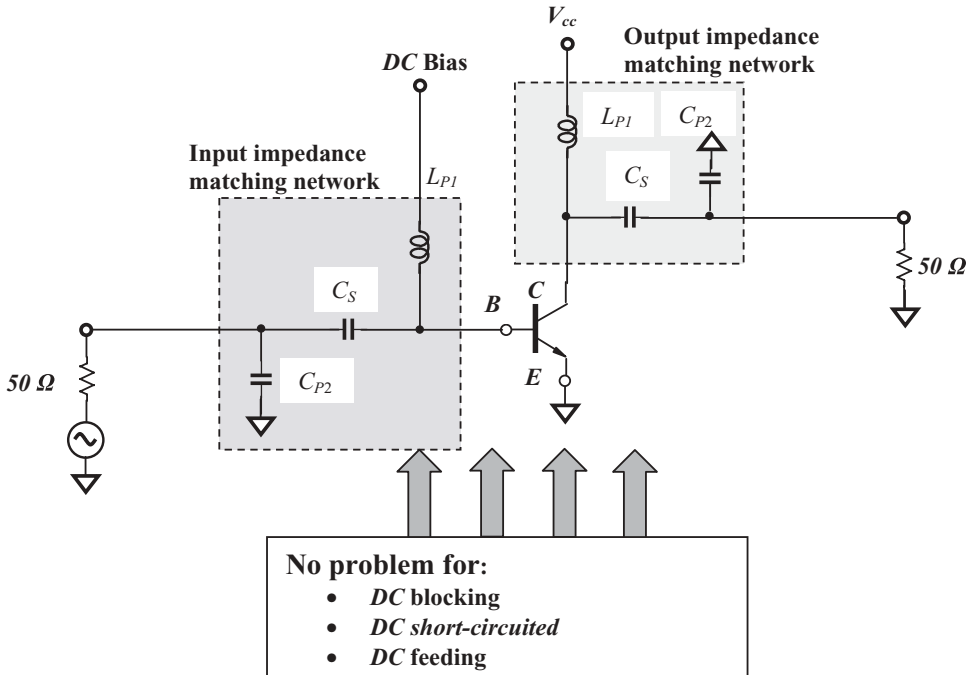 V_cc
Output impedance
matching network
DC Bias
L_P1
C_P2
Input impedance
matching network
L_P1
C_S
C_S
B
C
50 Ω
C_P2
E
50 Ω
No problem for:
• DC blocking
• DC short-circuited
• DC feeding